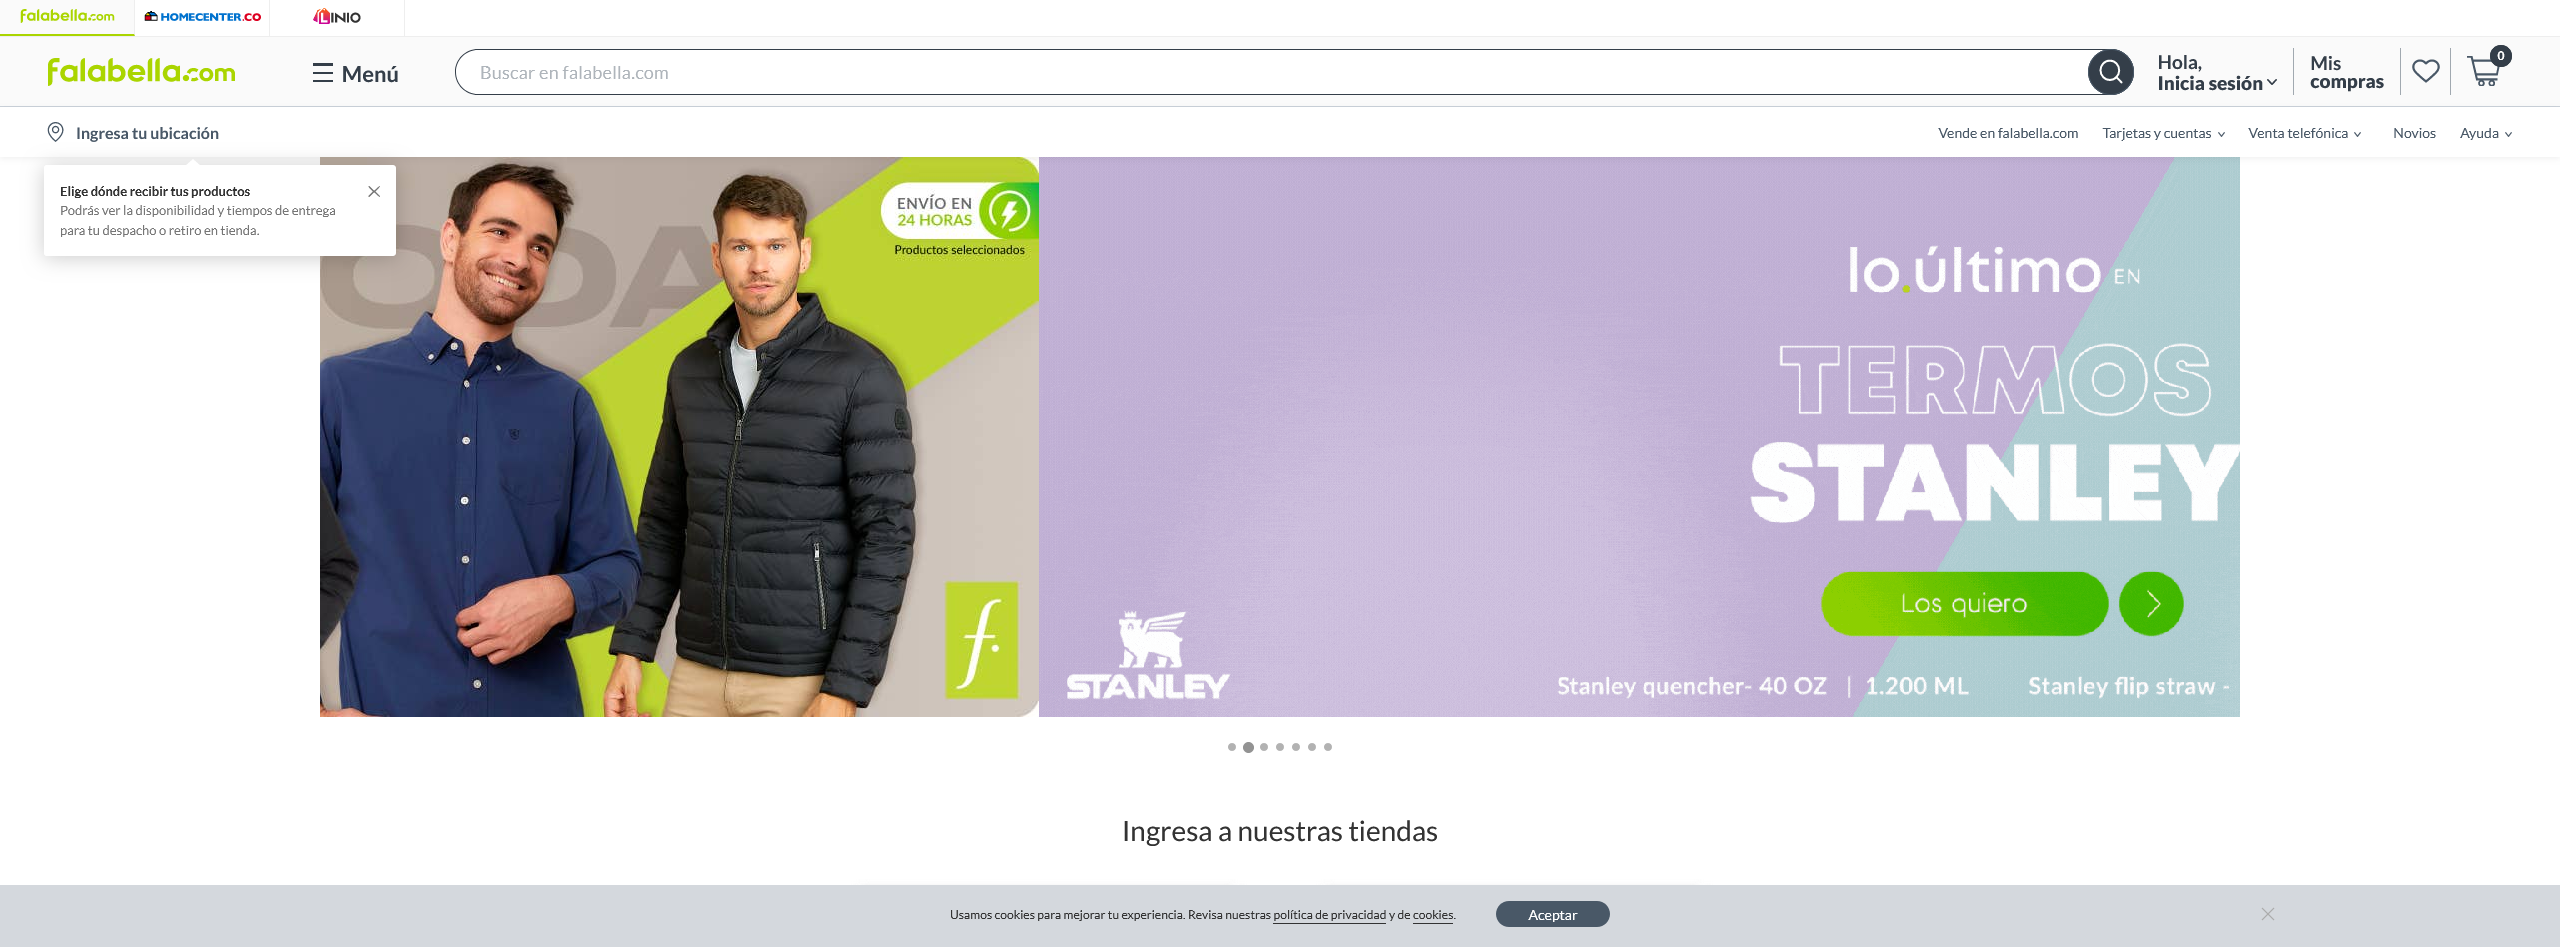 falabella.com
HOMECENTER.CO
LINIO
falabella.com
Menú
Buscar en falabella.com
Hola,
Inicia sesión
Mis
compras
0
Ingresa tu ubicación
Vende en falabella.com
Tarjetas y cuentas
Venta telefónica
Novios
Ayuda
Elige dónde recibir tus productos
Podrás ver la disponibilidad y tiempos de entrega
para tu despacho o retiro en tienda.
ODA
ENVÍO EN
24 HORAS
Productos seleccionados
f.
lo.último EN
TERMOS
STANLEY
Los quiero
STANLEY
Stanley quencher- 40 OZ | 1.200 ML
Stanley flip straw -
Ingresa a nuestras tiendas
Usamos cookies para mejorar tu experiencia. Revisa nuestras política de privacidad y de cookies.
Aceptar